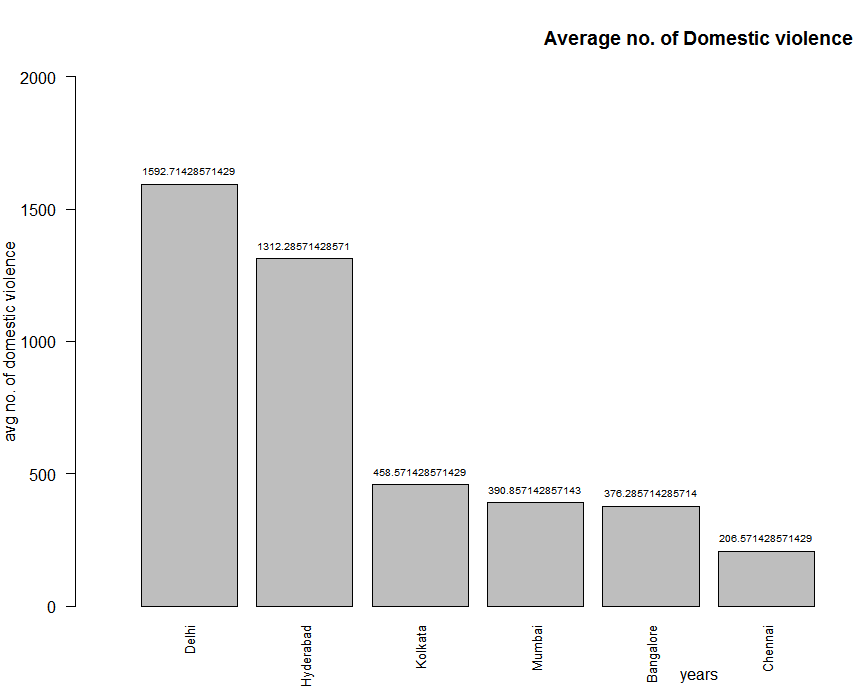 Average no. of Domestic violence
avg no. of domestic violence
2000
1500
1000
500
0
1592.71428571429
1312.28571428571
458.571428571429
390.857142857143
376.285714285714
206.571428571429
Delhi
Hyderabad
Kolkata
Mumbai
Bangalore
Chennai
years